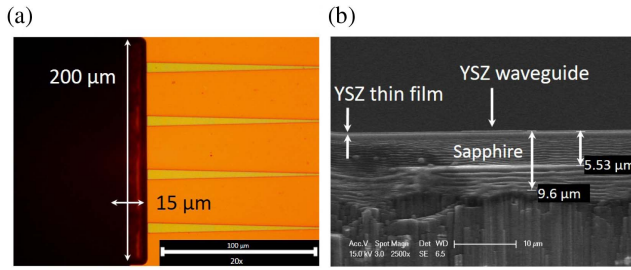 (a)
200 μm
15 μm
100 μm
20x
(b)
YSZ waveguide
YSZ thin film
Sapphire
5.53 μm
9.6 μm
Acc.V Spot Magn Det WD
15.0 kV 3.0 2500x SE 6.5 10 μm